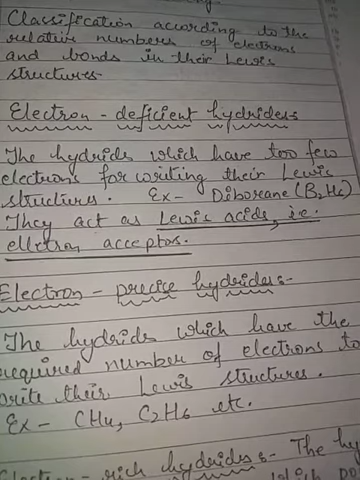 Classification according to the
relative numbers of electrons
and bonds in their Lewis
structures-
Electron - deficient hydrides
The hydrides which have too few
electrons for writing their Lewis
structures. Ex- Diborane (B2H6)
They act as Lewis acids, i.e.
electron acceptors.
Electron - precise hydrides-
The hydrides which have the
required number of electrons to
write their Lewis structures.
Ex - CH4, C2H6 etc.
Electron - rich hydrides - The hy
which po